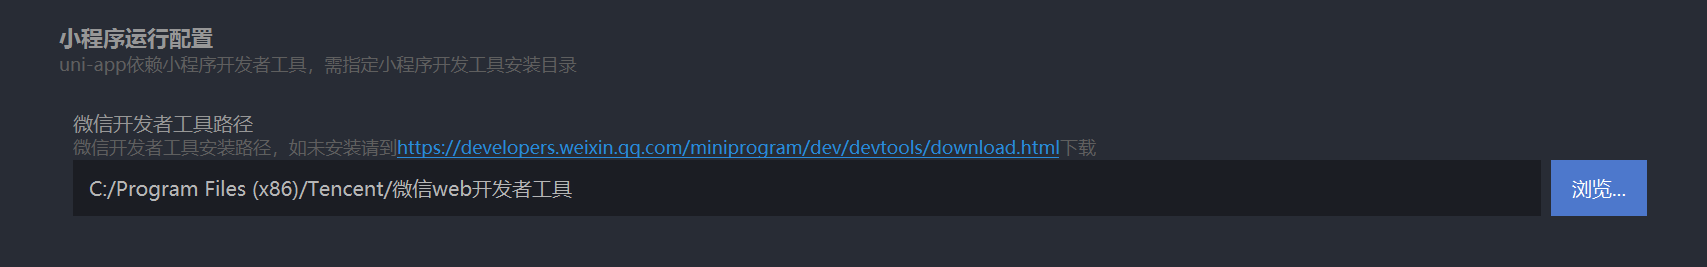 小程序运行配置
uni-app依赖小程序开发者工具，需指定小程序开发工具安装目录
微信开发者工具路径
微信开发者工具安装路径，如未安装请到https://developers.weixin.qq.com/miniprogram/dev/devtools/download.html下载
C:/Program Files (x86)/Tencent/微信web开发者工具
浏览...